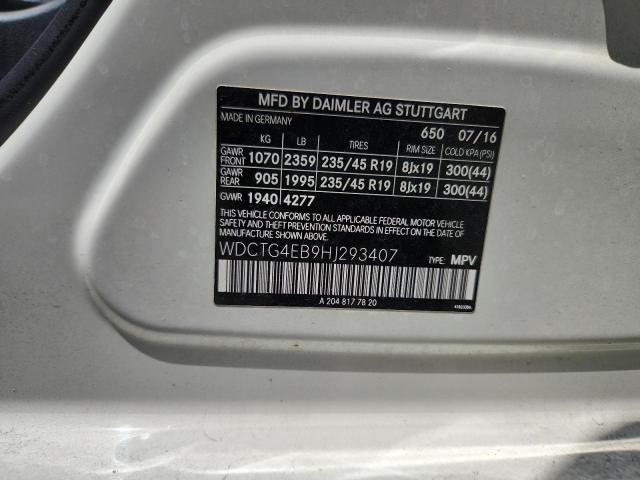 MFD BY DAIMLER AG STUTTGART
MADE IN GERMANY 650 07/16
KG LB TIRES RIM SIZE COLD KPA (PSI)
GAWR FRONT 1070 2359 235/45 R19 8jx19 300(44)
GAWR REAR 905 1995 235/45 R19 8jx19 300(44)
GVWR 1940 4277
THIS VEHICLE CONFORMS TO ALL APPLICABLE FEDERAL MOTOR VEHICLE
SAFETY, BUMPER, AND THEFT PREVENTION STANDARDS IN EFFECT ON THE DATE OF
MANUFACTURE SHOWN ABOVE.
WDCTG4EB9HJ293407 TYPE: MPV
A 204 817 78 20